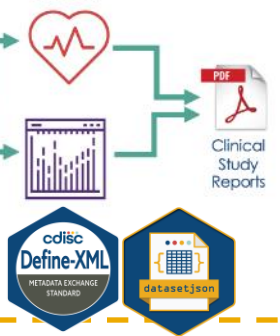 PDF
Clinical
Study
Reports
cdisc
Define-XML
METADATA EXCHANGE
STANDARD
datasetjson